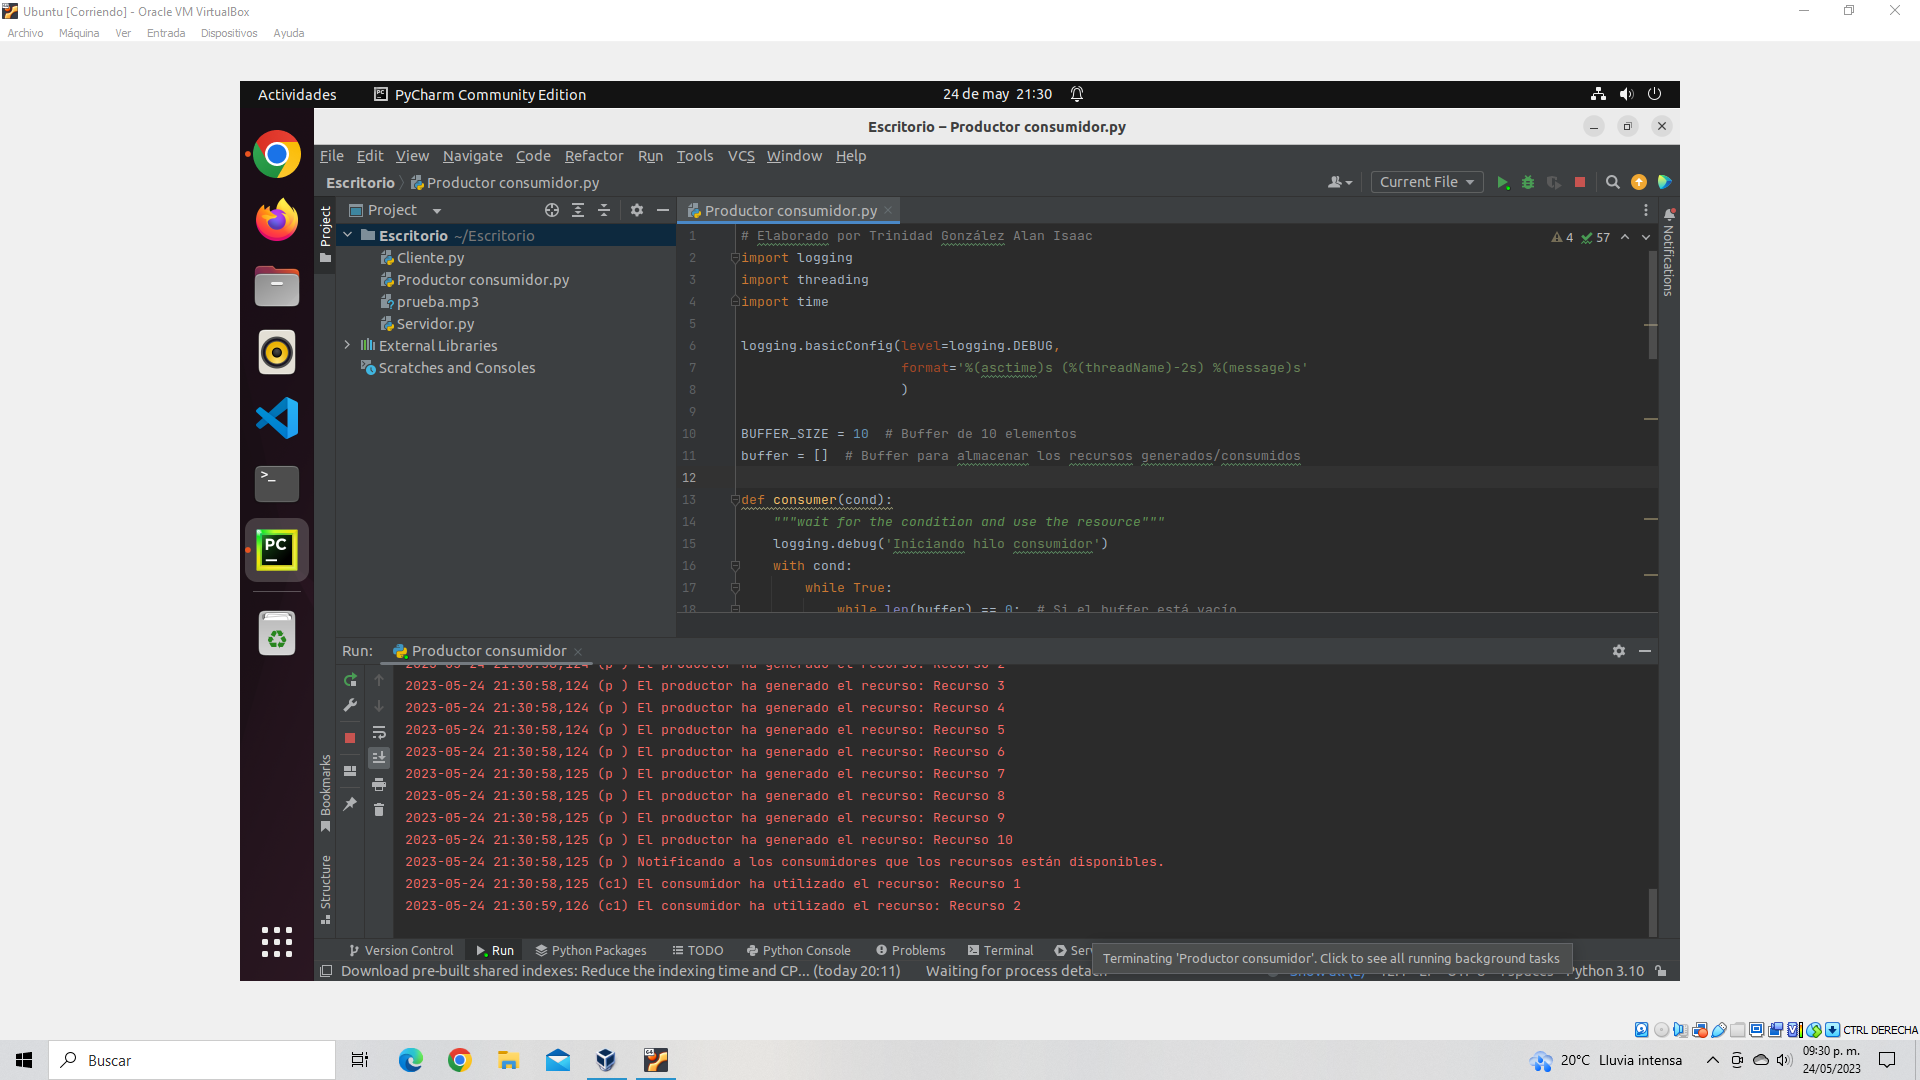 Ubuntu [Corriendo] - Oracle VM VirtualBox
Archivo Máquina Ver Entrada Dispositivos Ayuda
Actividades PyCharm Community Edition 24 de may 21:30
Escritorio – Productor consumidor.py
File Edit View Navigate Code Refactor Run Tools VCS Window Help
Escritorio Productor consumidor.py Current File
Project
Project
Productor consumidor.py
Escritorio ~/Escritorio
Cliente.py
Productor consumidor.py
prueba.mp3
Servidor.py
External Libraries
Scratches and Consoles
4 57
Notifications
1 # Elaborado por Trinidad González Alan Isaac
2 import logging
3 import threading
4 import time
5
6 logging.basicConfig(level=logging.DEBUG,
7 format='%(asctime)s (%(threadName)-2s) %(message)s'
8 )
9
10 BUFFER_SIZE = 10  # Buffer de 10 elementos
11 buffer = []  # Buffer para almacenar los recursos generados/consumidos
12
13 def consumer(cond):
14 """wait for the condition and use the resource"""
15 logging.debug('Iniciando hilo consumidor')
16 with cond:
17 while True:
18 while len(buffer) == 0:  # Si el buffer está vacío
Run: Productor consumidor
2023-05-24 21:30:58,124 (p ) El productor ha generado el recurso: Recurso 2
2023-05-24 21:30:58,124 (p ) El productor ha generado el recurso: Recurso 3
2023-05-24 21:30:58,124 (p ) El productor ha generado el recurso: Recurso 4
2023-05-24 21:30:58,124 (p ) El productor ha generado el recurso: Recurso 5
2023-05-24 21:30:58,124 (p ) El productor ha generado el recurso: Recurso 6
2023-05-24 21:30:58,125 (p ) El productor ha generado el recurso: Recurso 7
2023-05-24 21:30:58,125 (p ) El productor ha generado el recurso: Recurso 8
2023-05-24 21:30:58,125 (p ) El productor ha generado el recurso: Recurso 9
2023-05-24 21:30:58,125 (p ) El productor ha generado el recurso: Recurso 10
2023-05-24 21:30:58,125 (p ) Notificando a los consumidores que los recursos están disponibles.
2023-05-24 21:30:58,125 (c1) El consumidor ha utilizado el recurso: Recurso 1
2023-05-24 21:30:59,126 (c1) El consumidor ha utilizado el recurso: Recurso 2
Bookmarks
Structure
Version Control Run Python Packages TODO Python Console Problems Terminal Ser
Terminating 'Productor consumidor'. Click to see all running background tasks
Download pre-built shared indexes: Reduce the indexing time and CP... (today 20:11) Waiting for process detac Python 3.10
CTRL DERECHA
Buscar
20°C Lluvia intensa
09:30 p. m.
24/05/2023